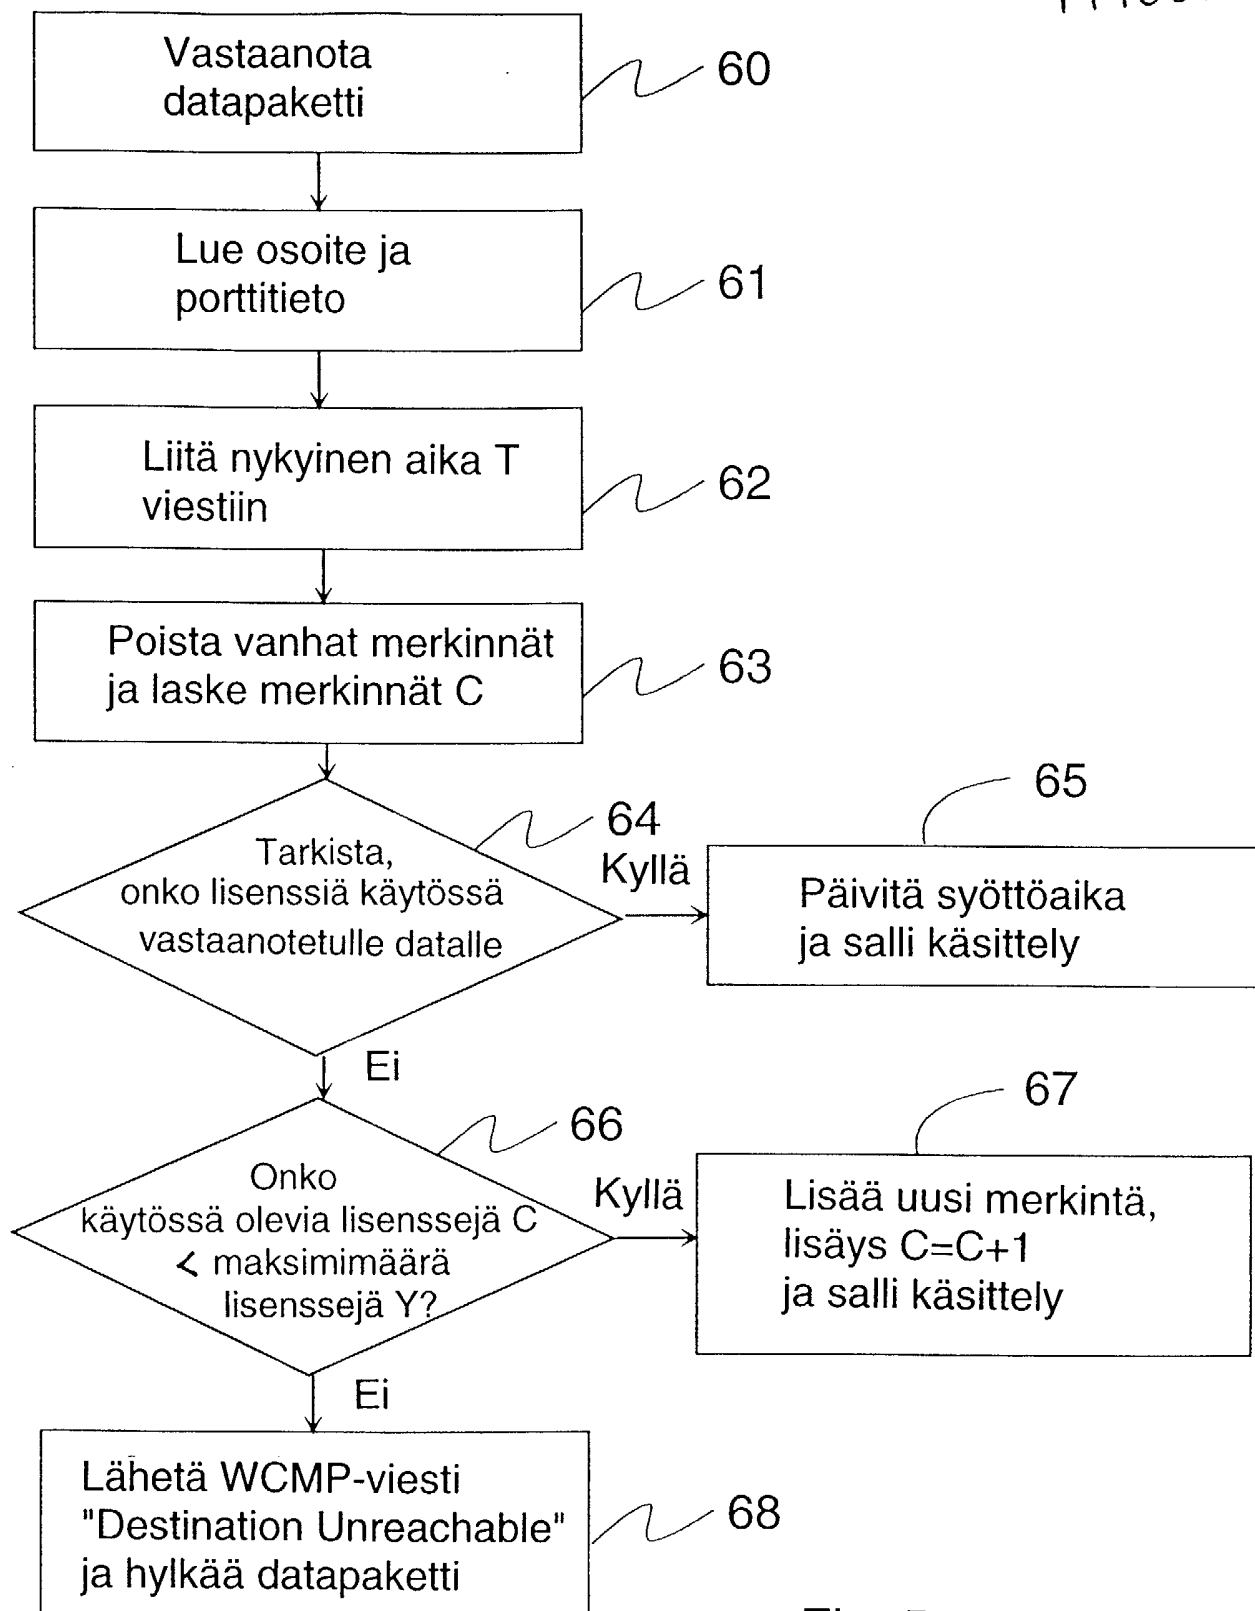 Vastaanota
datapaketti
60
Lue osoite ja
porttitieto
61
Liitä nykyinen aika T
viestiin
62
Poista vanhat merkinnät
ja laske merkinnät C
63
64
Tarkista,
onko lisenssiä käytössä
vastaanotetulle datalle
Kyllä
65
Päivitä syöttöaika
ja salli käsittely
Ei
66
Onko
käytössä olevia lisenssejä C
< maksimimäärä
lisenssejä Y?
Kyllä
67
Lisää uusi merkintä,
lisäys C=C+1
ja salli käsittely
Ei
Lähetä WCMP-viesti
"Destination Unreachable"
ja hylkää datapaketti
68